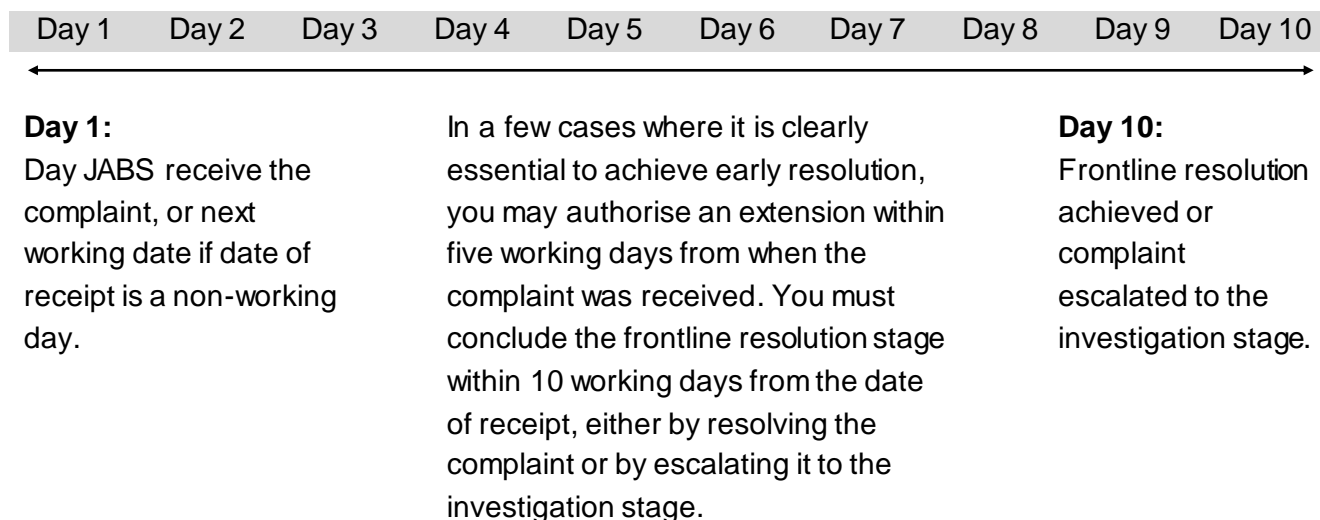 Day 1 Day 2 Day 3 Day 4 Day 5 Day 6 Day 7 Day 8 Day 9 Day 10
Day 1:
Day JABS receive the
complaint, or next
working date if date of
receipt is a non-working
day.
In a few cases where it is clearly
essential to achieve early resolution,
you may authorise an extension within
five working days from when the
complaint was received. You must
conclude the frontline resolution stage
within 10 working days from the date
of receipt, either by resolving the
complaint or by escalating it to the
investigation stage.
Day 10:
Frontline resolution
achieved or
complaint
escalated to the
investigation stage.